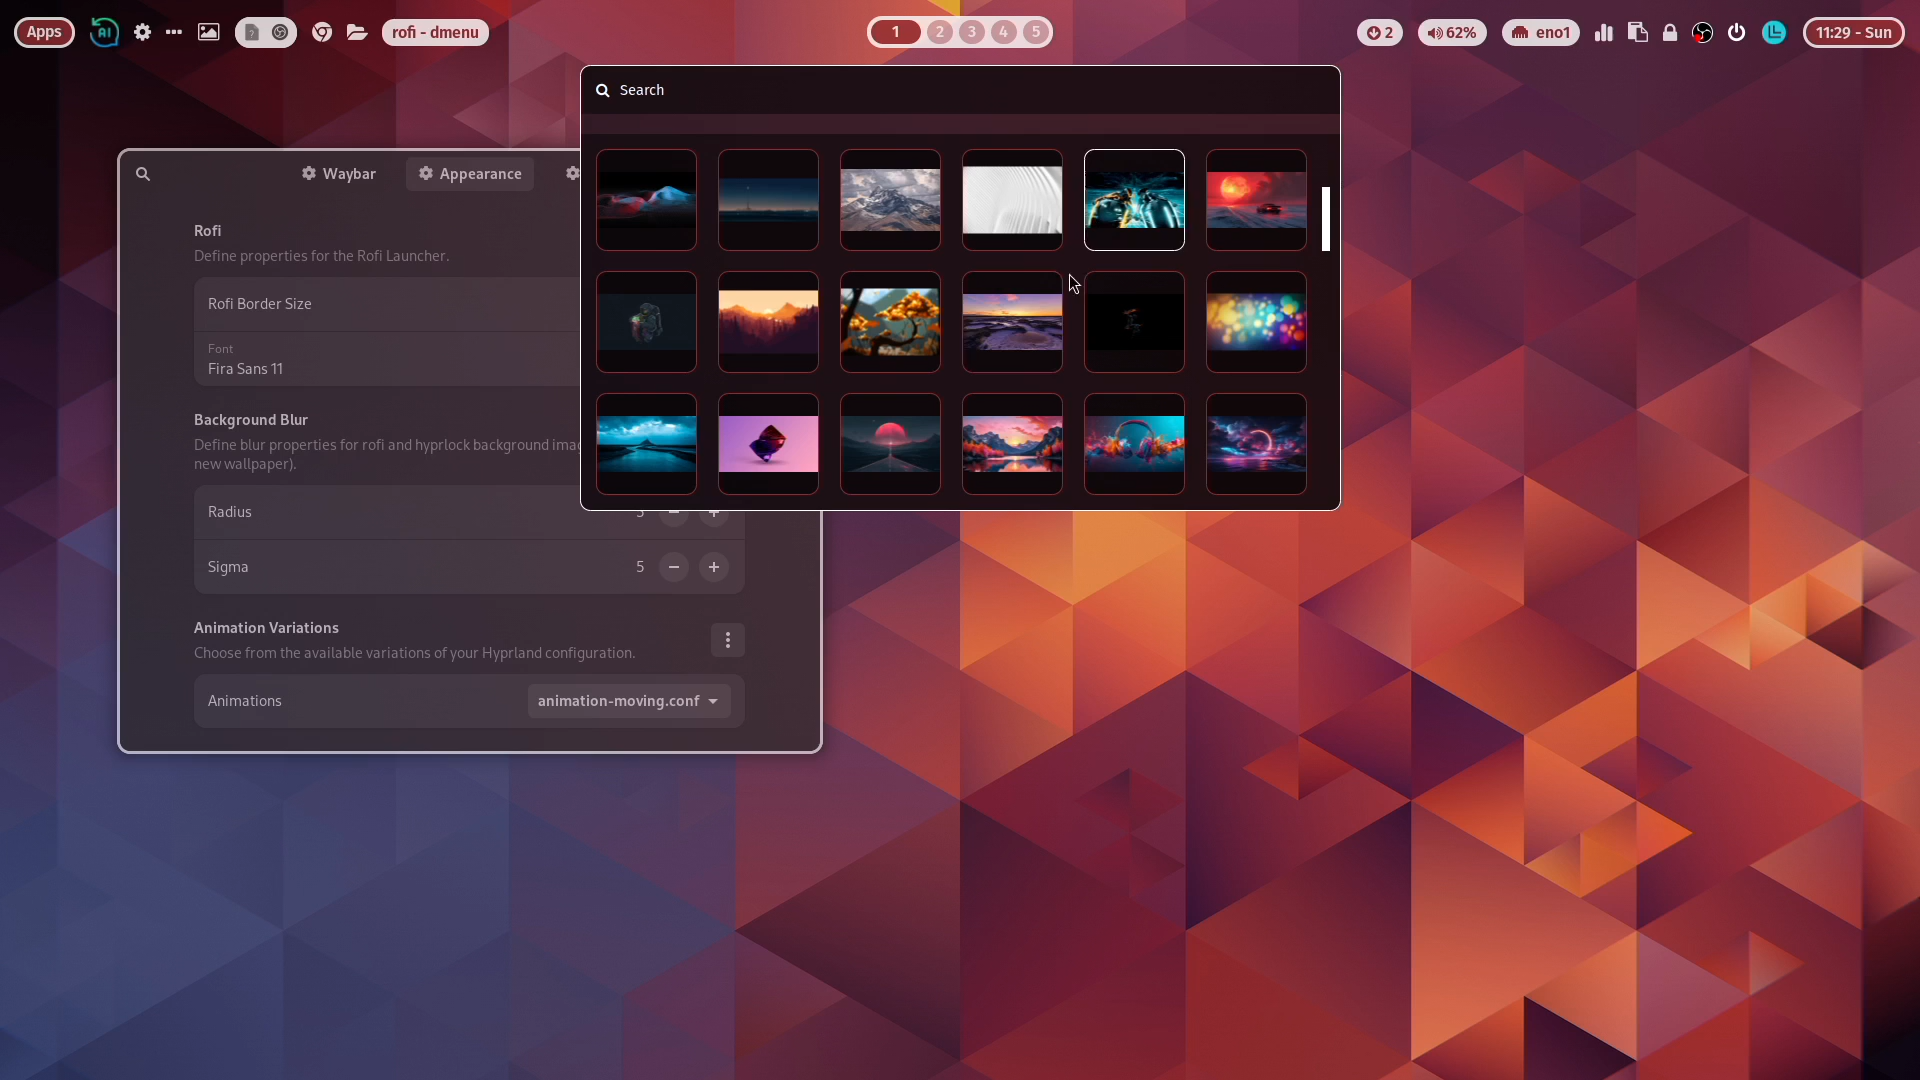 Apps
AI
rofi - dmenu
1 2 3 4 5
2
62%
eno1
11:29 - Sun
Search
Waybar
Appearance
Rofi
Define properties for the Rofi Launcher.
Rofi Border Size
Font
Fira Sans 11
Background Blur
Define blur properties for rofi and hyprlock background
new wallpaper).
Radius
Sigma
5
Animation Variations
Choose from the available variations of your Hyprland configuration.
Animations
animation-moving.conf